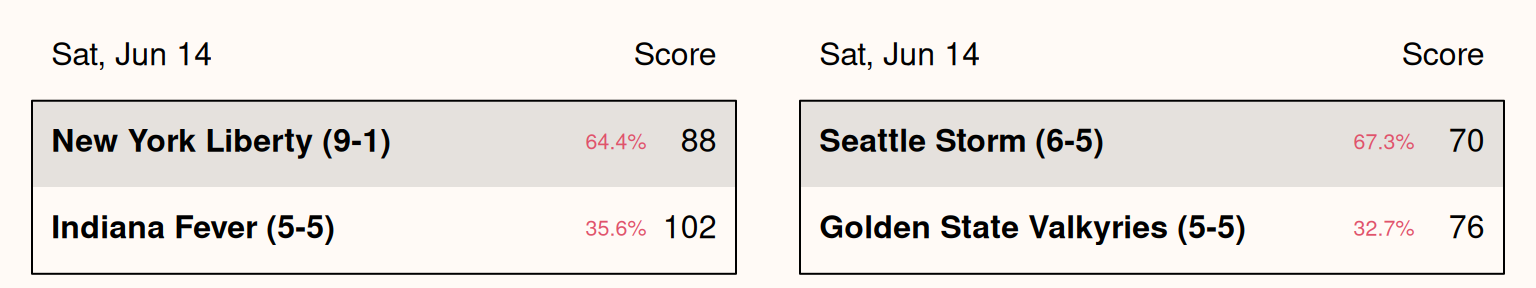 Sat, Jun 14 Score
New York Liberty (9-1) 64.4% 88
Indiana Fever (5-5) 35.6% 102
Sat, Jun 14 Score
Seattle Storm (6-5) 67.3% 70
Golden State Valkyries (5-5) 32.7% 76